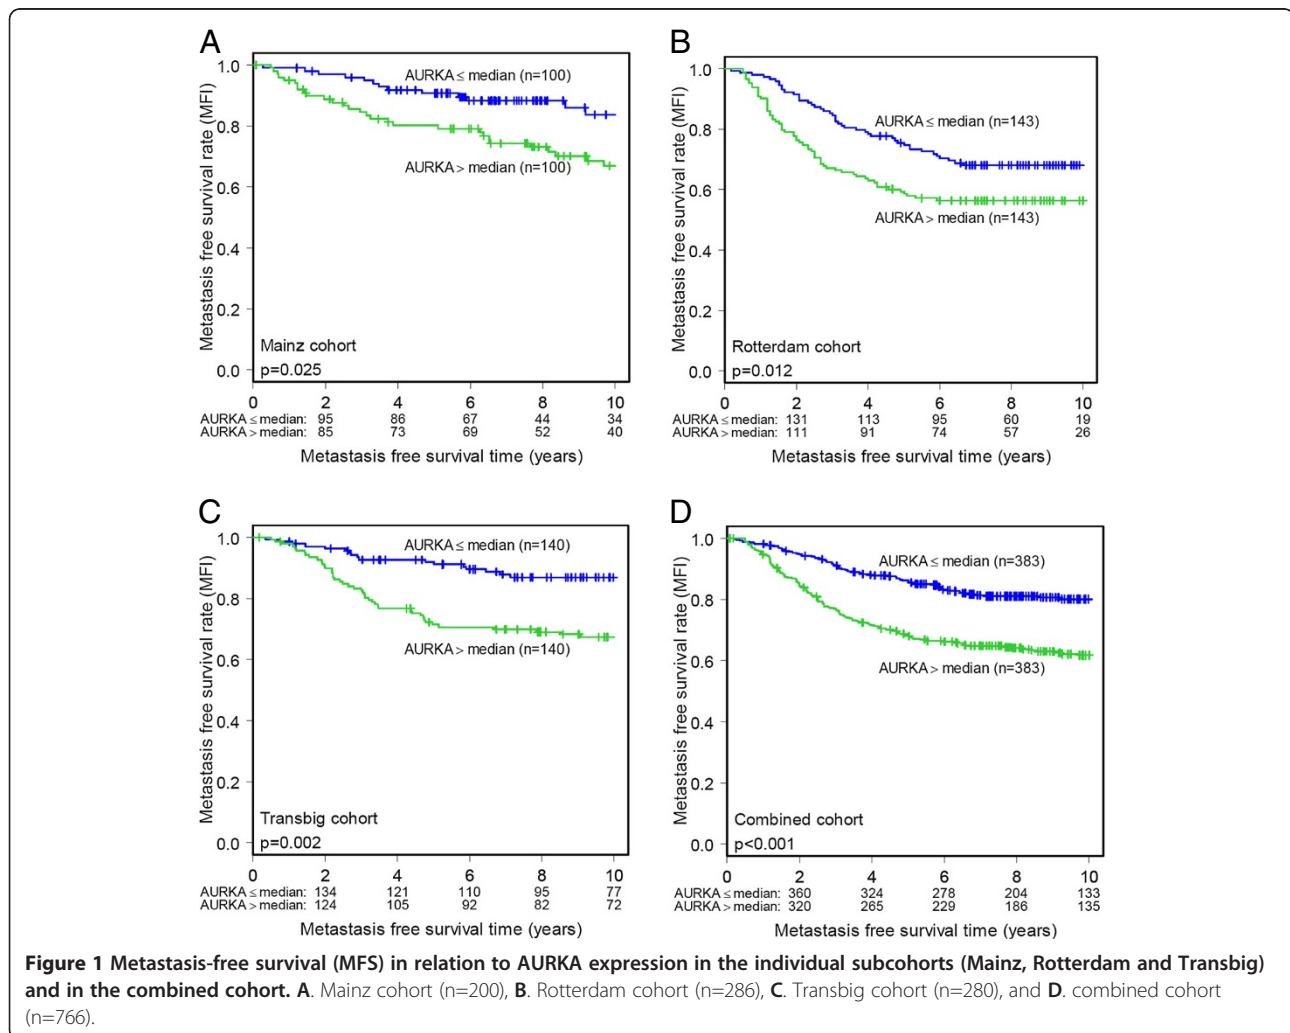 A
1.0
0.8
0.6
0.4
0.2
0.0
Metastasis free survival rate (MFI)
AURKA ≤ median (n=100)
AURKA > median (n=100)
Mainz cohort
p=0.025
0 2 4 6 8 10
AURKA ≤ median: 95 86 67 44 34
AURKA > median: 85 73 69 52 40
Metastasis free survival time (years)
B
1.0
0.8
0.6
0.4
0.2
0.0
Metastasis free survival rate (MFI)
AURKA ≤ median (n=143)
AURKA > median (n=143)
Rotterdam cohort
p=0.012
0 2 4 6 8 10
AURKA ≤ median: 131 113 95 60 19
AURKA > median: 111 91 74 57 26
Metastasis free survival time (years)
C
1.0
0.8
0.6
0.4
0.2
0.0
Metastasis free survival rate (MFI)
AURKA ≤ median (n=140)
AURKA > median (n=140)
Transbig cohort
p=0.002
0 2 4 6 8 10
AURKA ≤ median: 134 121 110 95 77
AURKA > median: 124 105 92 82 72
Metastasis free survival time (years)
D
1.0
0.8
0.6
0.4
0.2
0.0
Metastasis free survival rate (MFI)
AURKA ≤ median (n=383)
AURKA > median (n=383)
Combined cohort
p<0.001
0 2 4 6 8 10
AURKA ≤ median: 360 324 278 204 133
AURKA > median: 320 265 229 186 135
Metastasis free survival time (years)
Figure 1 Metastasis-free survival (MFS) in relation to AURKA expression in the individual subcohorts (Mainz, Rotterdam and Transbig)
and in the combined cohort. A. Mainz cohort (n=200), B. Rotterdam cohort (n=286), C. Transbig cohort (n=280), and D. combined cohort
(n=766).